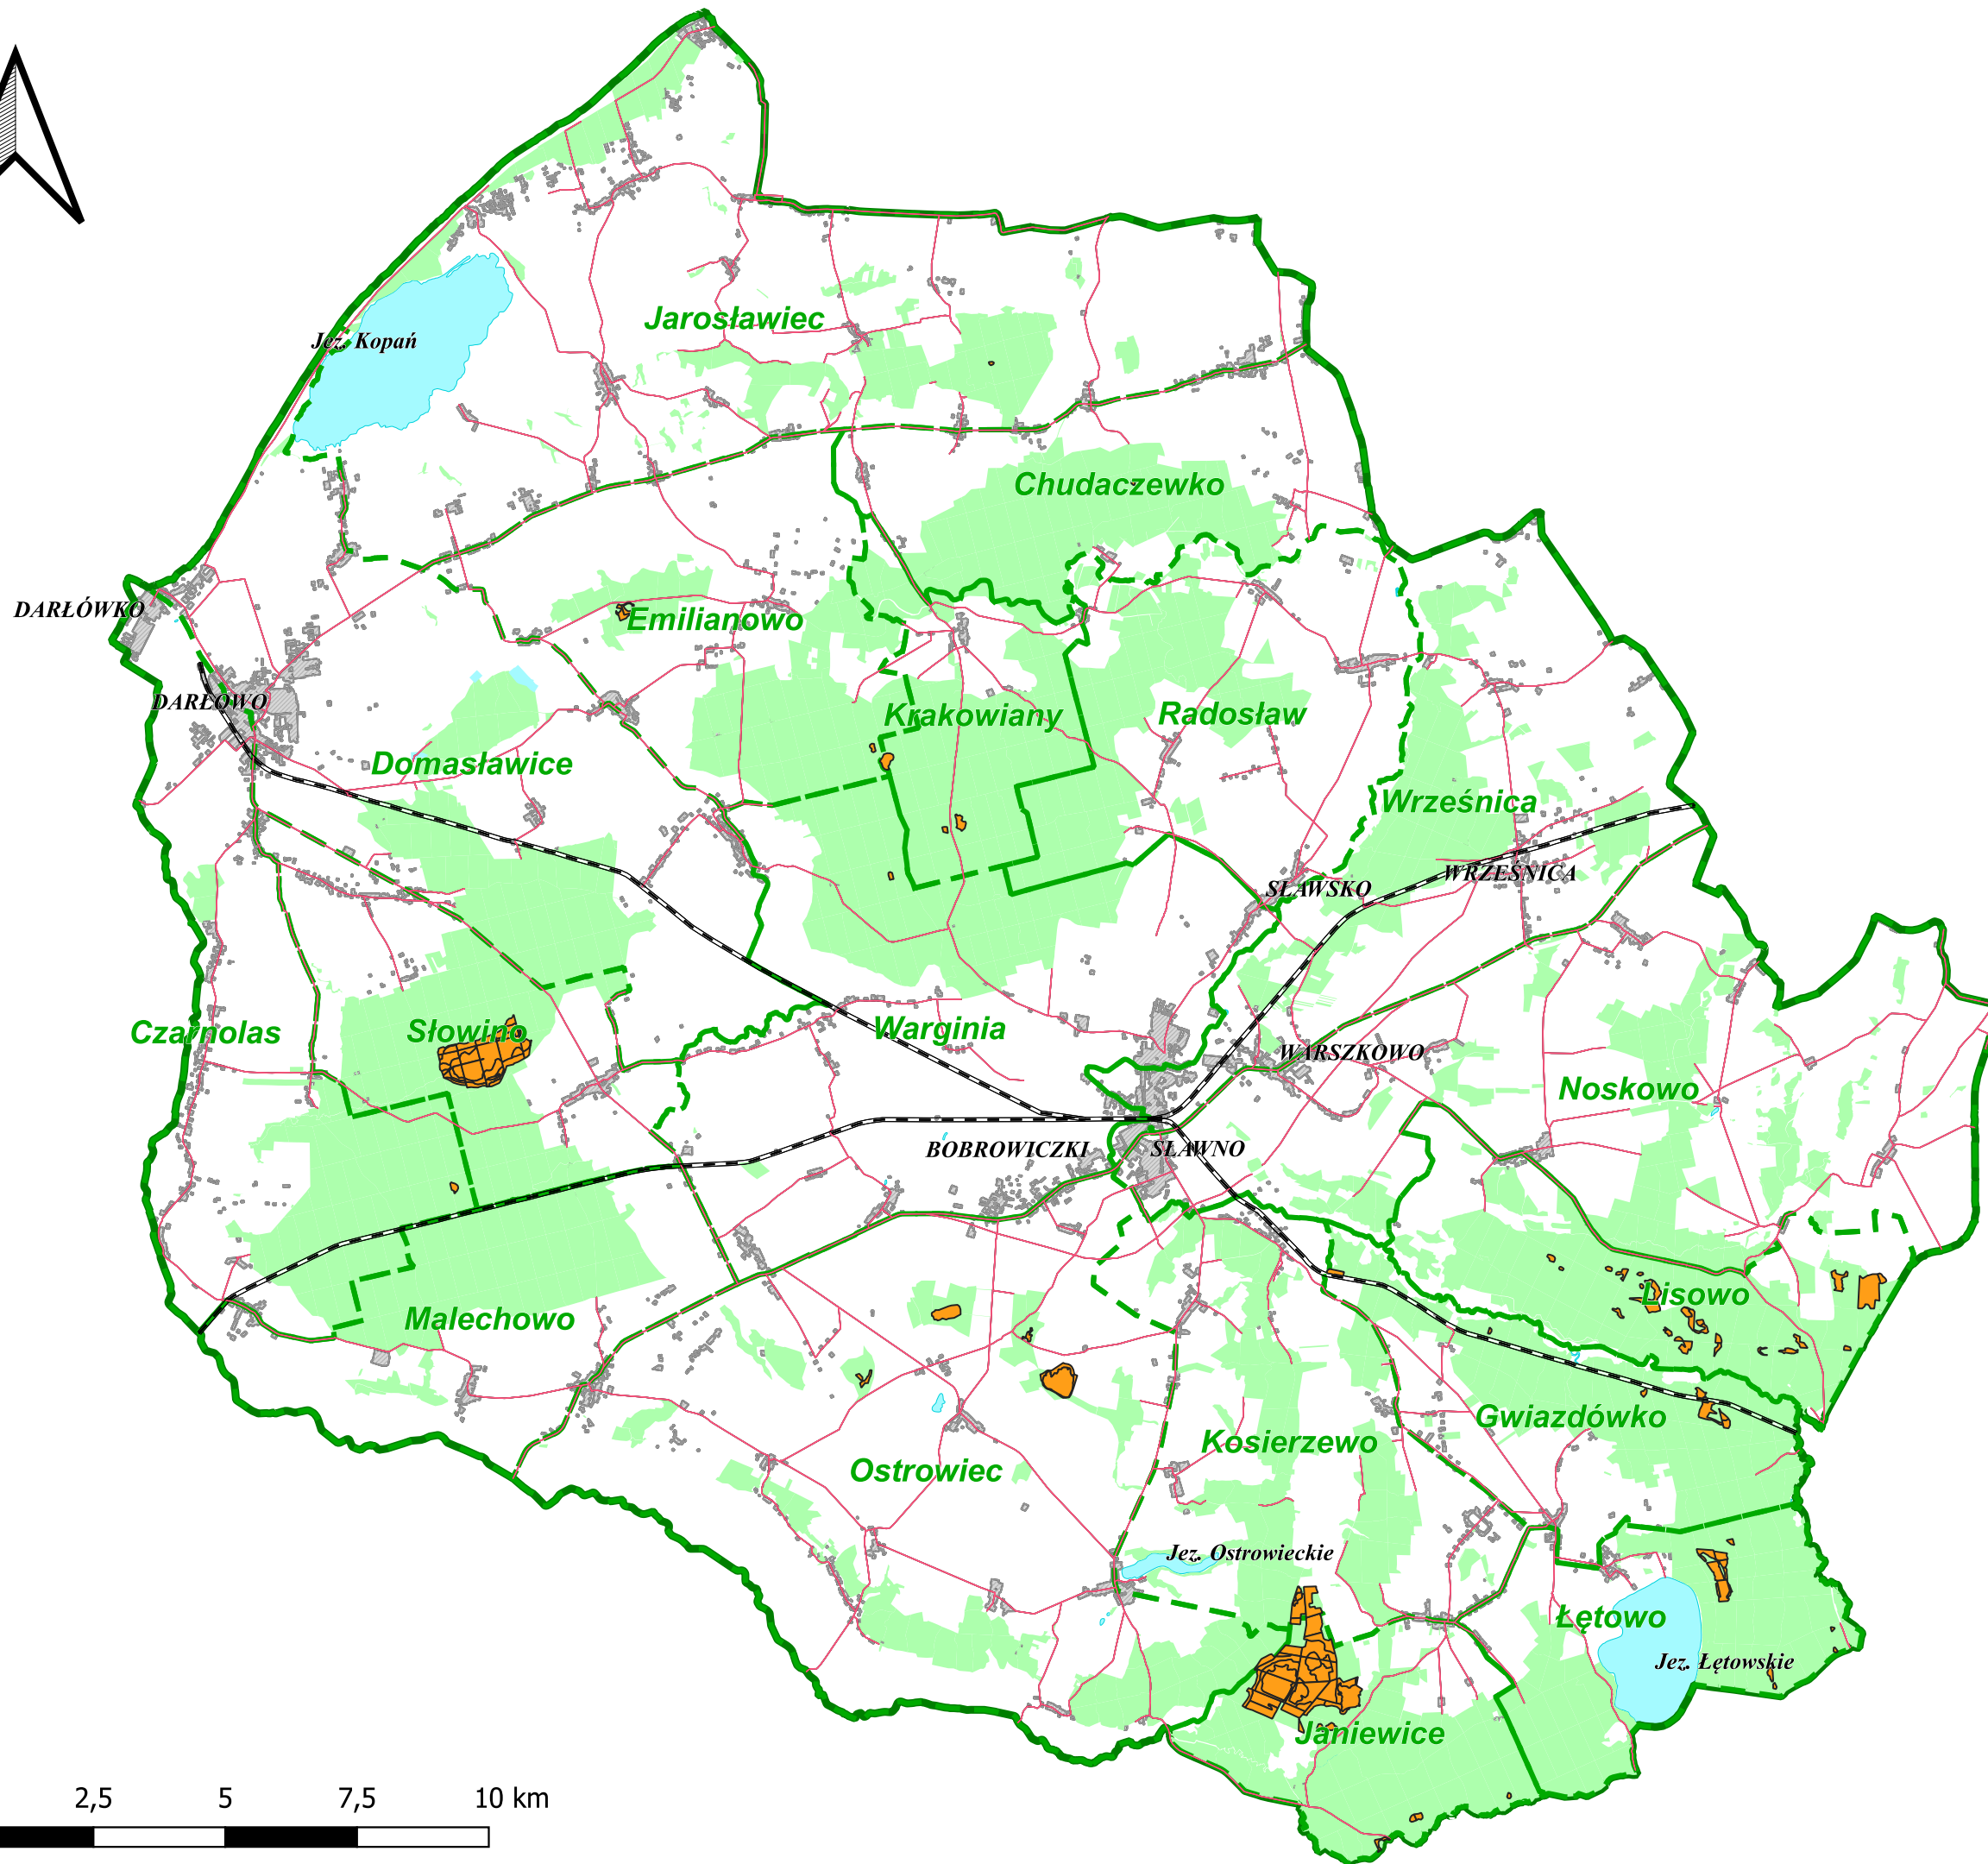 Jarosławiec
Jez. Kopań
Chudaczewko
DARŁÓWKO
Emilianowo
DARŁOWO
Krakowiany
Radosław
Domasławice
Wrześnica
WRZEŚNICA
SŁAWSKO
Czarnolas
Słowino
Warginia
WARSZKOWO
Noskowo
BOBROWICZKI
SŁAWNO
Lisowo
Malechowo
Gwiazdówko
Kosierzewo
Ostrowiec
Jez. Ostrowieckie
Łętowo
Jez. Łętowskie
Janiewice
2,5 5 7,5 10 km